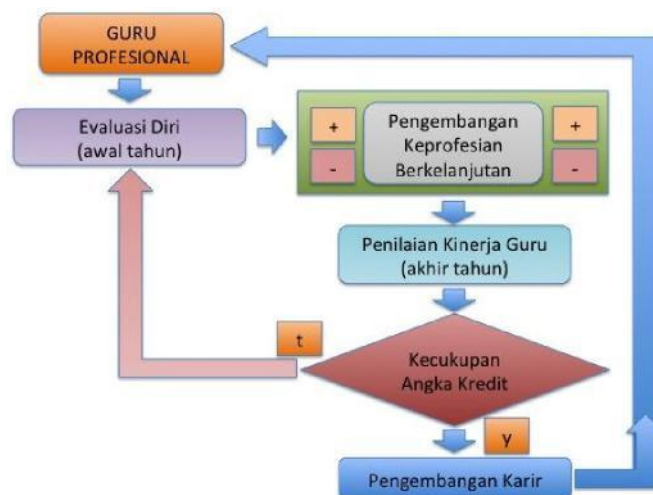 GURU
PROFESIONAL
Evaluasi Diri
(awal tahun)
+
-
Pengembangan
Keprofesian
Berkelanjutan
+
-
Penilaian Kinerja Guru
(akhir tahun)
t
Kecukupan
Angka Kredit
y
Pengembangan Karir